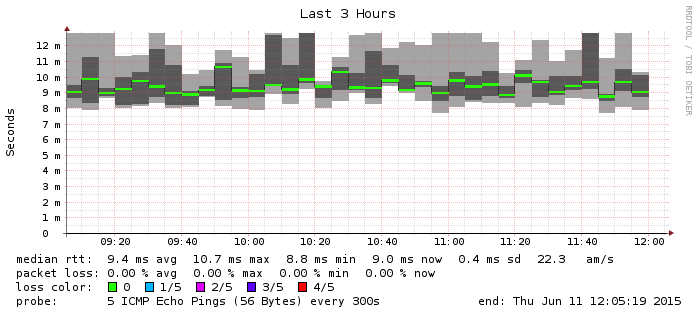 Last 3 Hours
RRDTOOL / TOBI OETIKER
Seconds
12 m
11 m
10 m
9 m
8 m
7 m
6 m
5 m
4 m
3 m
2 m
1 m
0
09:20 09:40 10:00 10:20 10:40 11:00 11:20 11:40 12:00
median rtt: 9.4 ms avg 10.7 ms max 8.8 ms min 9.0 ms now 0.4 ms sd 22.3 am/s
packet loss: 0.00 % avg 0.00 % max 0.00 % min 0.00 % now
loss color: 0 1/5 2/5 3/5 4/5
probe: 5 ICMP Echo Pings (56 Bytes) every 300s end: Thu Jun 11 12:05:19 2015